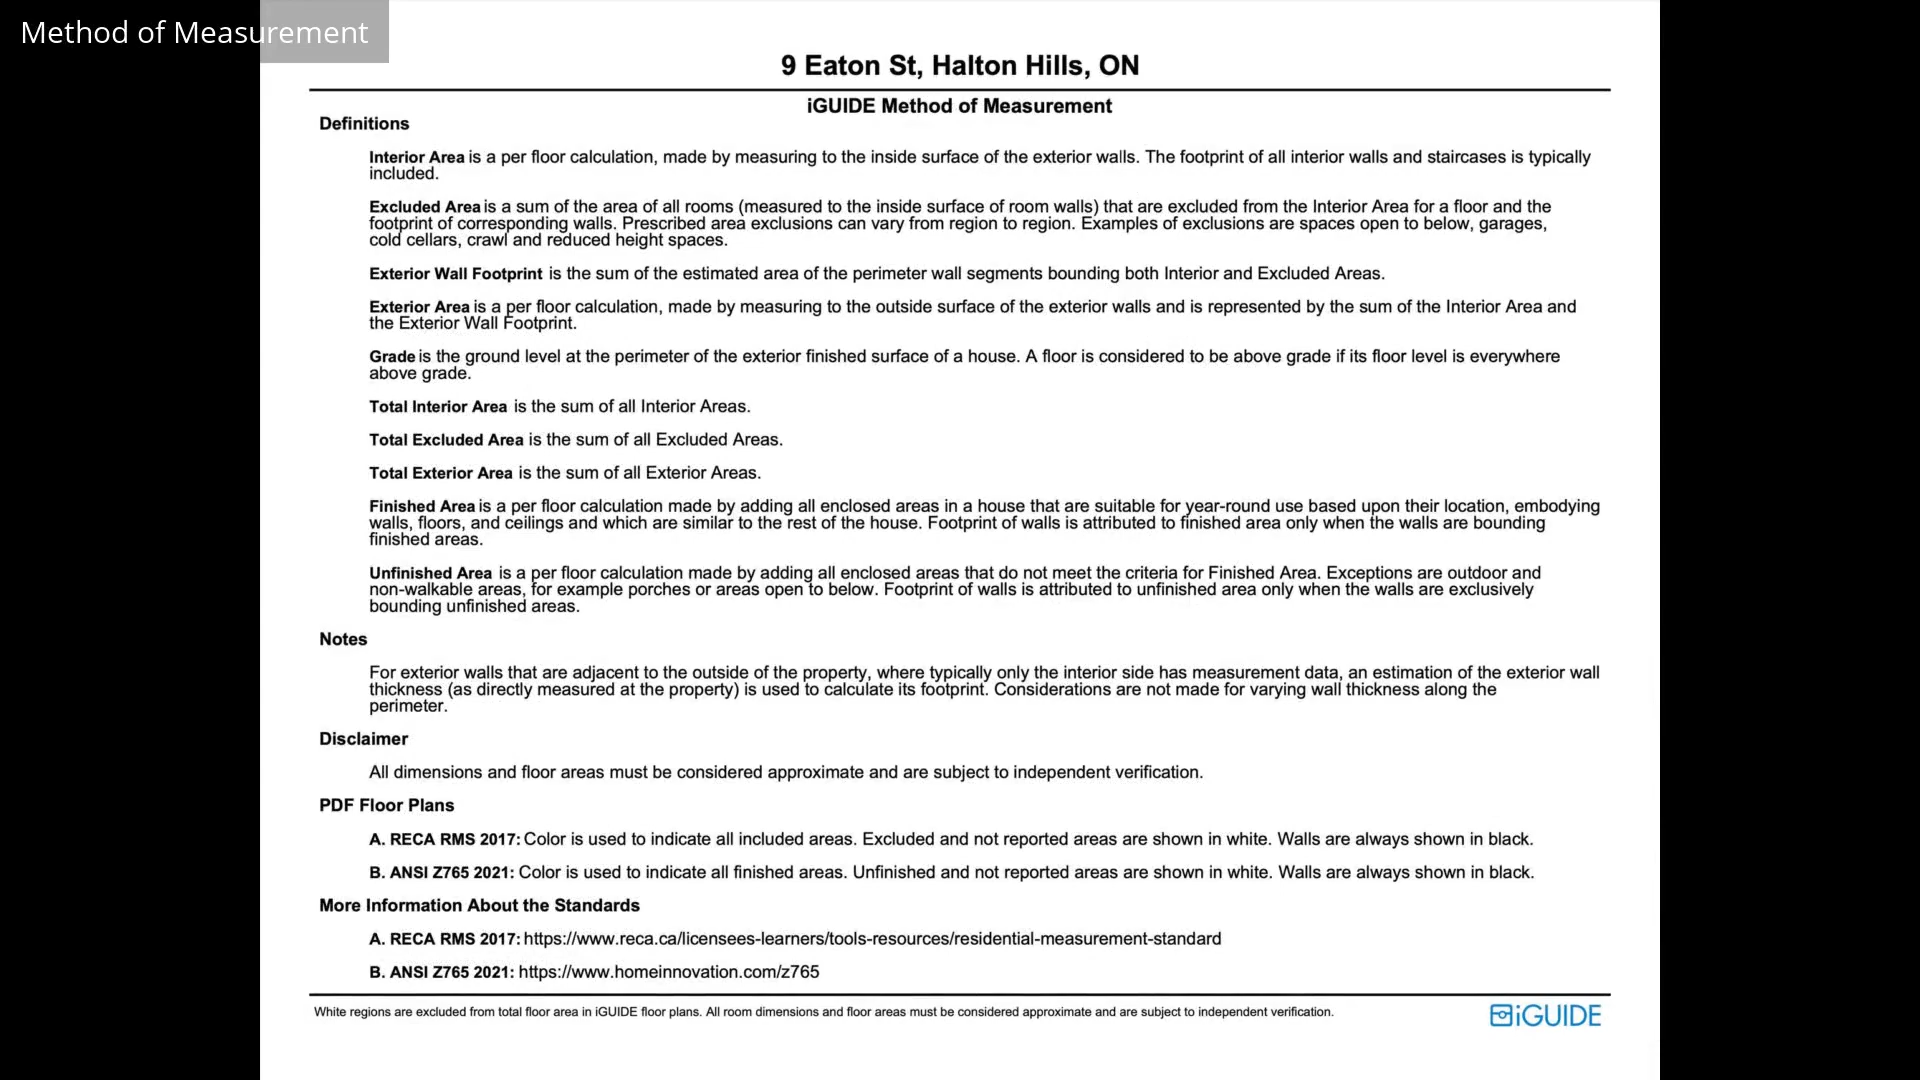 Method of Measurement
9 Eaton St, Halton Hills, ON
iGUIDE Method of Measurement
Definitions
Interior Area is a per floor calculation, made by measuring to the inside surface of the exterior walls. The footprint of all interior walls and staircases is typically
included.
Excluded Area is a sum of the area of all rooms (measured to the inside surface of room walls) that are excluded from the Interior Area for a floor and the
footprint of corresponding walls. Prescribed area exclusions can vary from region to region. Examples of exclusions are spaces open to below, garages,
cold cellars, crawl and reduced height spaces.
Exterior Wall Footprint is the sum of the estimated area of the perimeter wall segments bounding both Interior and Excluded Areas.
Exterior Area is a per floor calculation, made by measuring to the outside surface of the exterior walls and is represented by the sum of the Interior Area and
the Exterior Wall Footprint.
Grade is the ground level at the perimeter of the exterior finished surface of a house. A floor is considered to be above grade if its floor level is everywhere
above grade.
Total Interior Area is the sum of all Interior Areas.
Total Excluded Area is the sum of all Excluded Areas.
Total Exterior Area is the sum of all Exterior Areas.
Finished Area is a per floor calculation made by adding all enclosed areas in a house that are suitable for year-round use based upon their location, embodying
walls, floors, and ceilings and which are similar to the rest of the house. Footprint of walls is attributed to finished area only when the walls are bounding
finished areas.
Unfinished Area is a per floor calculation made by adding all enclosed areas that do not meet the criteria for Finished Area. Exceptions are outdoor and
non-walkable areas, for example porches or areas open to below. Footprint of walls is attributed to unfinished area only when the walls are exclusively
bounding unfinished areas.
Notes
For exterior walls that are adjacent to the outside of the property, where typically only the interior side has measurement data, an estimation of the exterior wall
thickness (as directly measured at the property) is used to calculate its footprint. Considerations are not made for varying wall thickness along the
perimeter.
Disclaimer
All dimensions and floor areas must be considered approximate and are subject to independent verification.
PDF Floor Plans
A. RECA RMS 2017: Color is used to indicate all included areas. Excluded and not reported areas are shown in white. Walls are always shown in black.
B. ANSI Z765 2021: Color is used to indicate all finished areas. Unfinished and not reported areas are shown in white. Walls are always shown in black.
More Information About the Standards
A. RECA RMS 2017: https://www.reca.ca/licensees-learners/tools-resources/residential-measurement-standard
B. ANSI Z765 2021: https://www.homeinnovation.com/z765
White regions are excluded from total floor area in iGUIDE floor plans. All room dimensions and floor areas must be considered approximate and are subject to independent verification.
iGUIDE